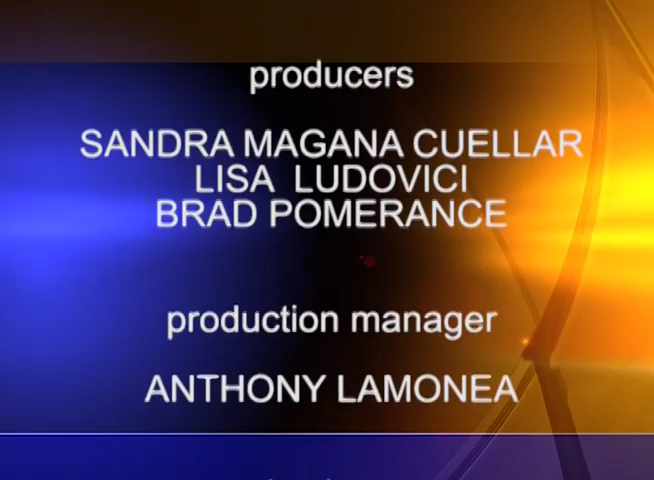 producers
SANDRA MAGANA CUELLAR
LISA LUDOVICI
BRAD POMERANCE
production manager
ANTHONY LAMONEA